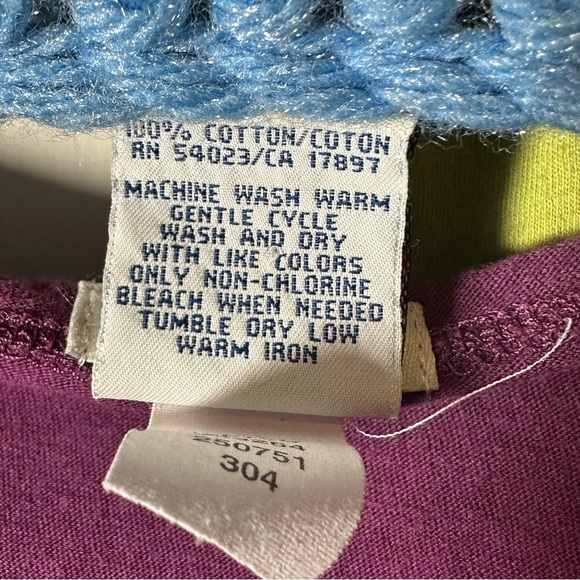 100% COTTON/COTON
RN 54023/CA 17897
MACHINE WASH WARM
GENTLE CYCLE
WASH AND DRY
WITH LIKE COLORS
ONLY NON-CHLORINE
BLEACH WHEN NEEDED
TUMBLE DRY LOW
WARM IRON
250751
304